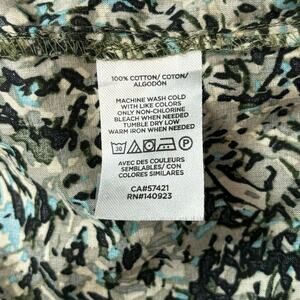 100% COTTON/ COTON/
ALGODÓN
MACHINE WASH COLD
WITH LIKE COLORS
ONLY NON-CHLORINE
BLEACH WHEN NEEDED
TUMBLE DRY LOW
WARM IRON WHEN NEEDED
30
AVEC DES COULEURS
SEMBLABLES/ CON
COLORES SIMILARES
CA#57421
RN#140923